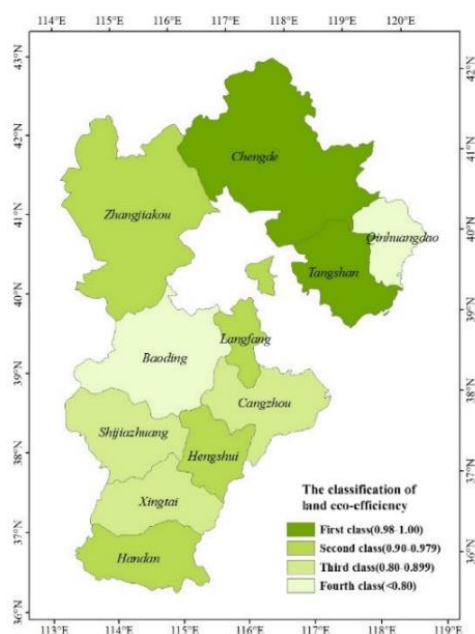 114°E 115°E 116°E 117°E 118°E 119°E 120°E
43°N
42°N
42°N
41°N
41°N
40°N
40°N
39°N
39°N
38°N
38°N
37°N
37°N
36°N
36°N
Chengde
Zhangjiakou
Qinhuangdao
Tangshan
Langfang
Baoding
Cangzhou
Shijiazhuang
Hengshui
Xingtai
Handan
The classification of
land eco-efficiency
First class(0.98-1.00)
Second class(0.90-0.979)
Third class(0.80-0.899)
Fourth class(<0.80)
113°E 114°E 115°E 116°E 117°E 118°E 119°E